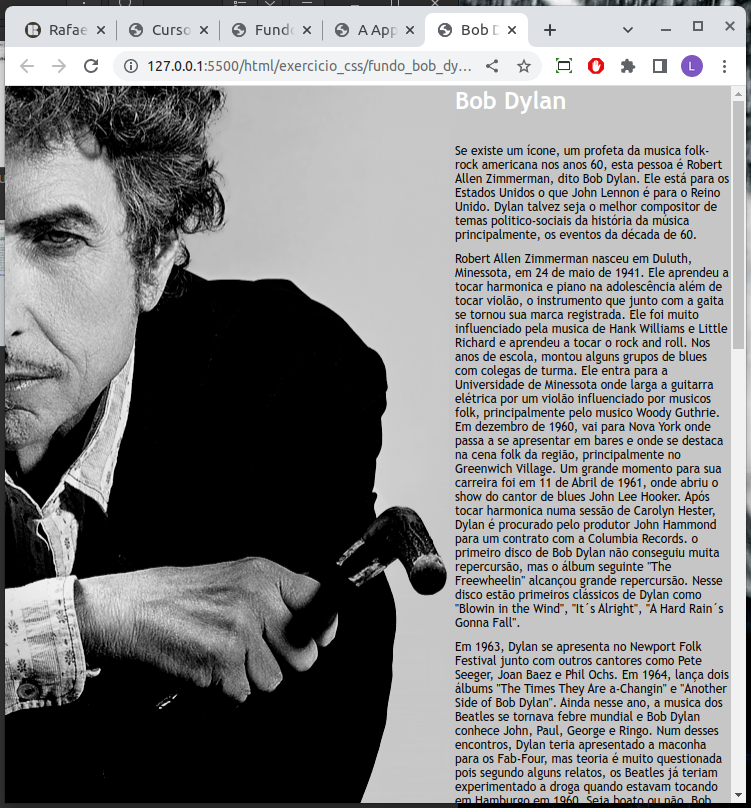 Rafae
Curso
Fund
A App
Bob D
127.0.0.1:5500/html/exercicio_css/fundo_bob_dy...
L
Bob Dylan
Se existe um ícone, um profeta da musica folk-
rock americana nos anos 60, esta pessoa é Robert
Allen Zimmerman, dito Bob Dylan. Ele está para os
Estados Unidos o que John Lennon é para o Reino
Unido. Dylan talvez seja o melhor compositor de
temas politico-sociais da história da música
principalmente, os eventos da década de 60.
Robert Allen Zimmerman nasceu em Duluth,
Minessota, em 24 de maio de 1941. Ele aprendeu a
tocar harmonica e piano na adolescência além de
tocar violão, o instrumento que junto com a gaita
se tornou sua marca registrada. Ele foi muito
influenciado pela musica de Hank Williams e Little
Richard e aprendeu a tocar o rock and roll. Nos
anos de escola, montou alguns grupos de blues
com colegas de turma. Ele entra para a
Universidade de Minessota onde larga a guitarra
elétrica por um violão influenciado por musicos
folk, principalmente pelo musico Woody Guthrie.
Em dezembro de 1960, vai para Nova York onde
passa a se apresentar em bares e onde se destaca
na cena folk da região, principalmente no
Greenwich Village. Um grande momento para sua
carreira foi em 11 de Abril de 1961, onde abriu o
show do cantor de blues John Lee Hooker. Após
tocar harmonica numa sessão de Carolyn Hester,
Dylan é procurado pelo produtor John Hammond
para um contrato com a Columbia Records. o
primeiro disco de Bob Dylan não conseguiu muita
repercursão, mas o álbum seguinte "The
Freewheelin" alcançou grande repercursão. Nesse
disco estão primeiros clássicos de Dylan como
"Blowin in the Wind", "It´s Alright", "A Hard Rain´s
Gonna Fall".
Em 1963, Dylan se apresenta no Newport Folk
Festival junto com outros cantores como Pete
Seeger, Joan Baez e Phil Ochs. Em 1964, lança dois
álbums "The Times They Are a-Changin" e "Another
Side of Bob Dylan". Ainda nesse ano, a musica dos
Beatles se tornava febre mundial e Bob Dylan
conhece John, Paul, George e Ringo. Num desses
encontros, Dylan teria apresentado a maconha
para os Fab-Four, mas teoria é muito questionada
pois segundo alguns relatos, os Beatles já teriam
experimentado a droga quando estavam tocando
em Hamburgo em 1960. Seja boato ou não, Bob